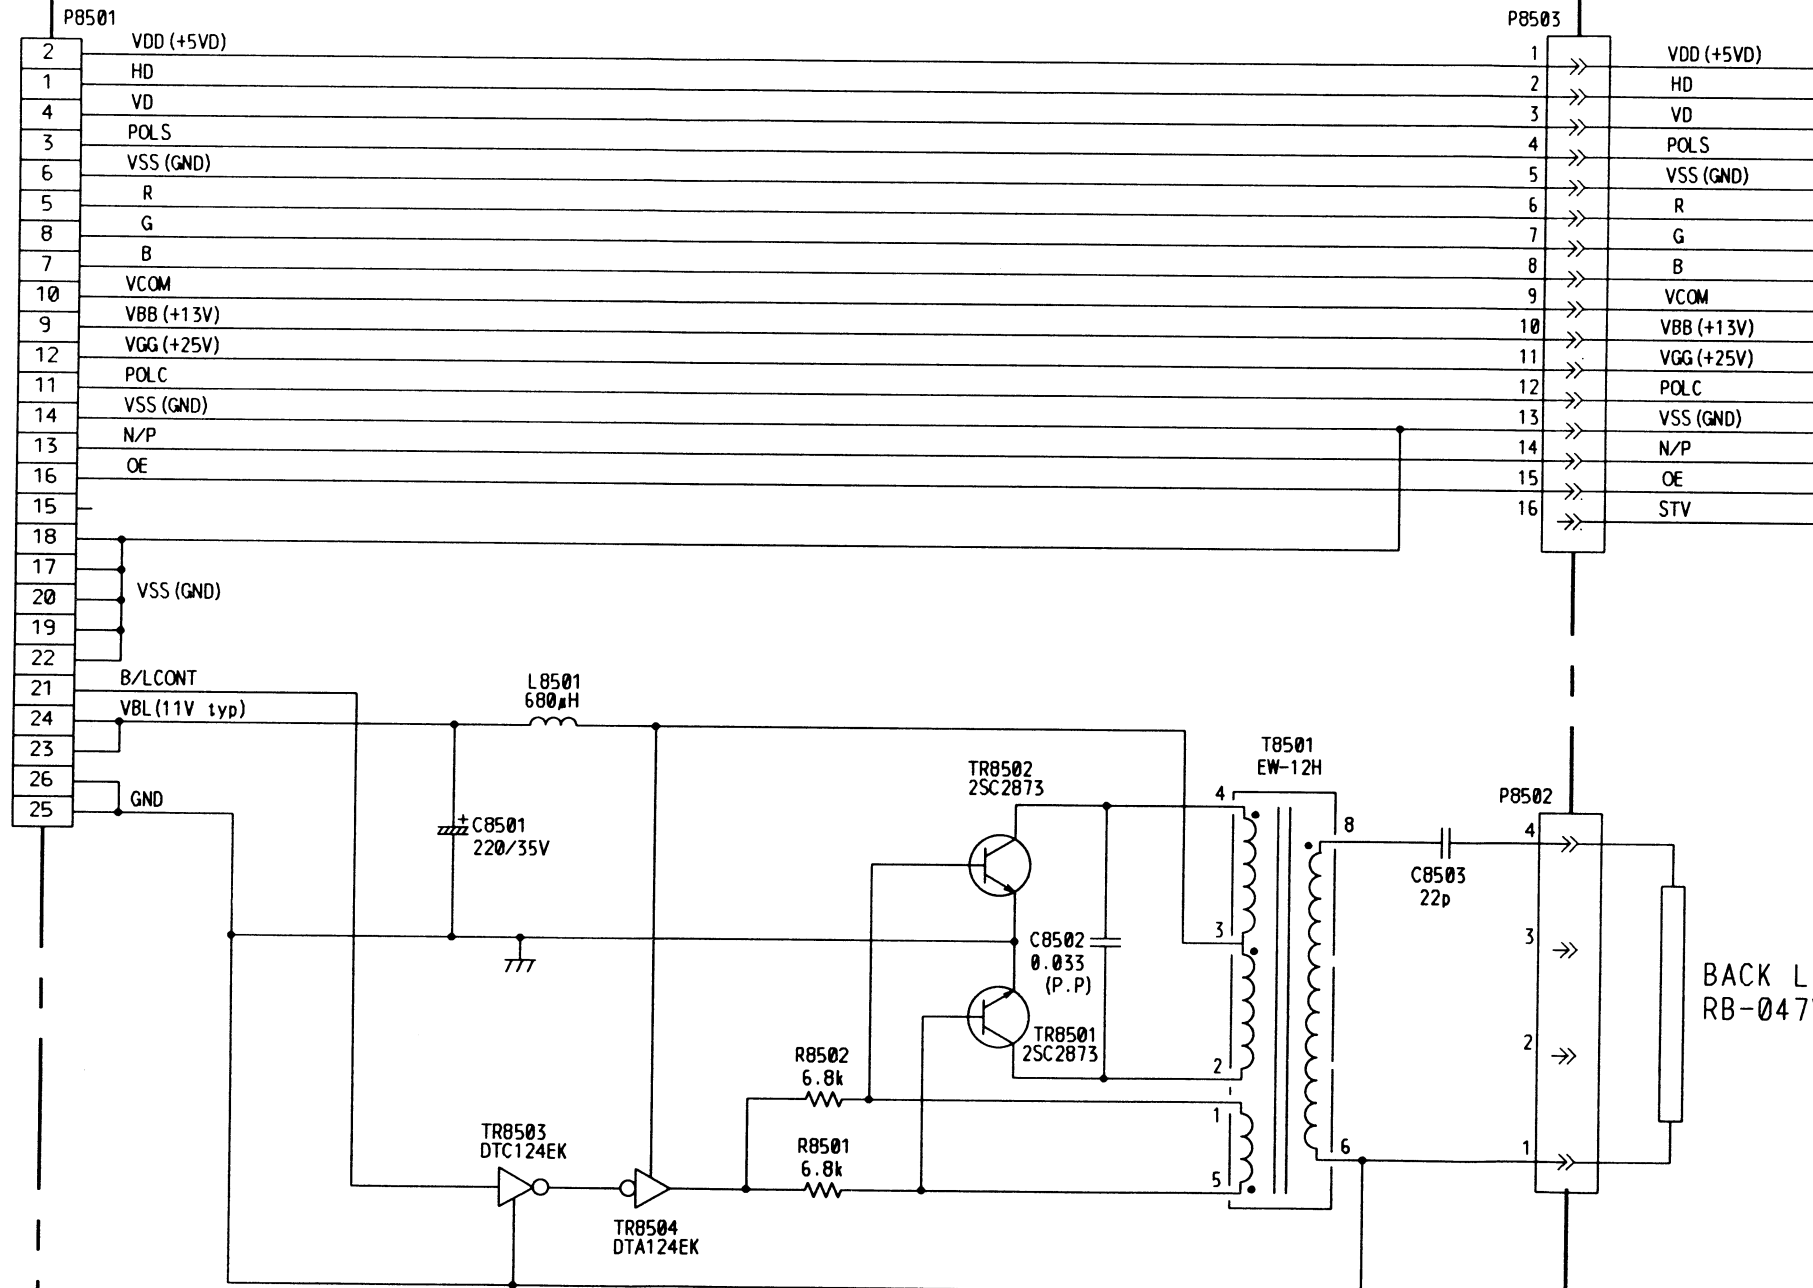 P8501
2 VDD (+5VD)
1 HD
4 VD
3 POLS
6 VSS (GND)
5 R
8 G
7 B
10 VCOM
9 VBB (+13V)
12 VGG (+25V)
11 POLC
14 VSS (GND)
13 N/P
16 OE
15
18
17
20 VSS (GND)
19
22
21 B/LCONT
24 VBL (11V typ)
23
26
25 GND
P8503
1 VDD (+5VD)
2 HD
3 VD
4 POLS
5 VSS (GND)
6 R
7 G
8 B
9 VCOM
10 VBB (+13V)
11 VGG (+25V)
12 POLC
13 VSS (GND)
14 N/P
15 OE
16 STV
L8501
680μH
+
C8501
220/35V
TR8502
2SC2873
C8502
0.033
(P.P)
TR8501
2SC2873
R8502
6.8k
R8501
6.8k
TR8503
DTC124EK
TR8504
DTA124EK
T8501
EW-12H
4
3
2
1
5
8
6
C8503
22p
P8502
4
3
2
1
BACK L
RB-047